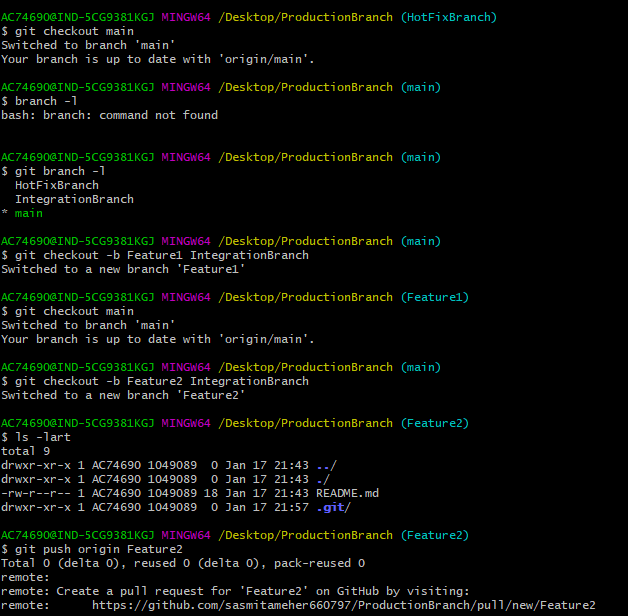 AC74690@IND-5CG9381KGJ MINGW64 /Desktop/ProductionBranch (HotFixBranch)
$ git checkout main
Switched to branch 'main'
Your branch is up to date with 'origin/main'.
AC74690@IND-5CG9381KGJ MINGW64 /Desktop/ProductionBranch (main)
$ branch -l
bash: branch: command not found
AC74690@IND-5CG9381KGJ MINGW64 /Desktop/ProductionBranch (main)
$ git branch -l
  HotFixBranch
  IntegrationBranch
* main
AC74690@IND-5CG9381KGJ MINGW64 /Desktop/ProductionBranch (main)
$ git checkout -b Feature1 IntegrationBranch
Switched to a new branch 'Feature1'
AC74690@IND-5CG9381KGJ MINGW64 /Desktop/ProductionBranch (Feature1)
$ git checkout main
Switched to branch 'main'
Your branch is up to date with 'origin/main'.
AC74690@IND-5CG9381KGJ MINGW64 /Desktop/ProductionBranch (main)
$ git checkout -b Feature2 IntegrationBranch
Switched to a new branch 'Feature2'
AC74690@IND-5CG9381KGJ MINGW64 /Desktop/ProductionBranch (Feature2)
$ ls -lart
total 9
drwxr-xr-x 1 AC74690 1049089  0 Jan 17 21:43 ../
drwxr-xr-x 1 AC74690 1049089  0 Jan 17 21:43 ./
-rw-r--r-- 1 AC74690 1049089 18 Jan 17 21:43 README.md
drwxr-xr-x 1 AC74690 1049089  0 Jan 17 21:57 .git/
AC74690@IND-5CG9381KGJ MINGW64 /Desktop/ProductionBranch (Feature2)
$ git push origin Feature2
Total 0 (delta 0), reused 0 (delta 0), pack-reused 0
remote:
remote: Create a pull request for 'Feature2' on GitHub by visiting:
remote:      https://github.com/sasmitameher660797/ProductionBranch/pull/new/Feature2